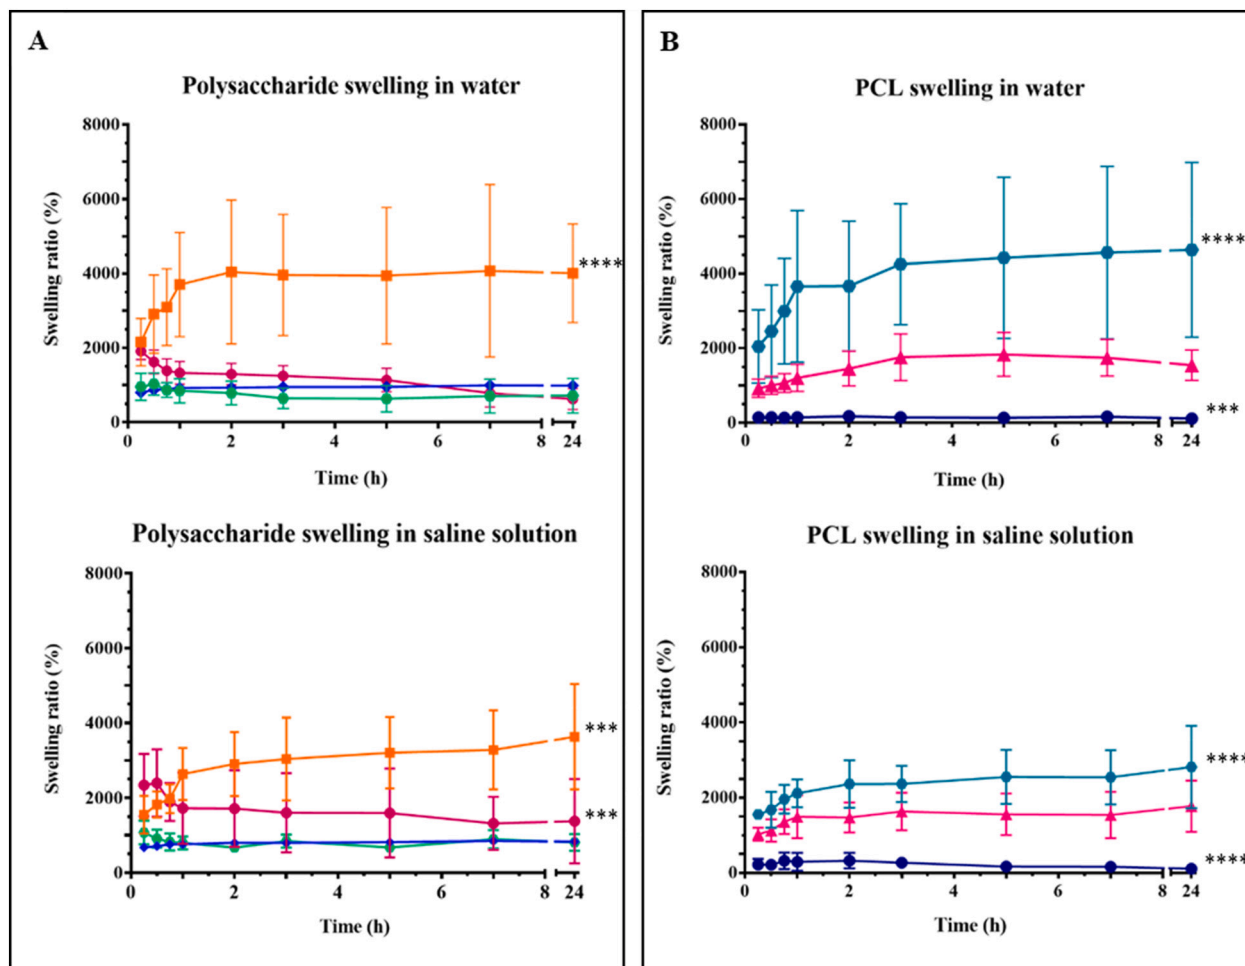 A
Polysaccharide swelling in water
8000
6000
4000
2000
0
Swelling ratio (%)
****
0 2 4 6 8 24
Time (h)
Polysaccharide swelling in saline solution
8000
6000
4000
2000
0
Swelling ratio (%)
***
***
0 2 4 6 8 24
Time (h)
B
PCL swelling in water
8000
6000
4000
2000
0
Swelling ratio (%)
****
***
0 2 4 6 8 24
Time (h)
PCL swelling in saline solution
8000
6000
4000
2000
0
Swelling ratio (%)
****
****
0 2 4 6 8 24
Time (h)